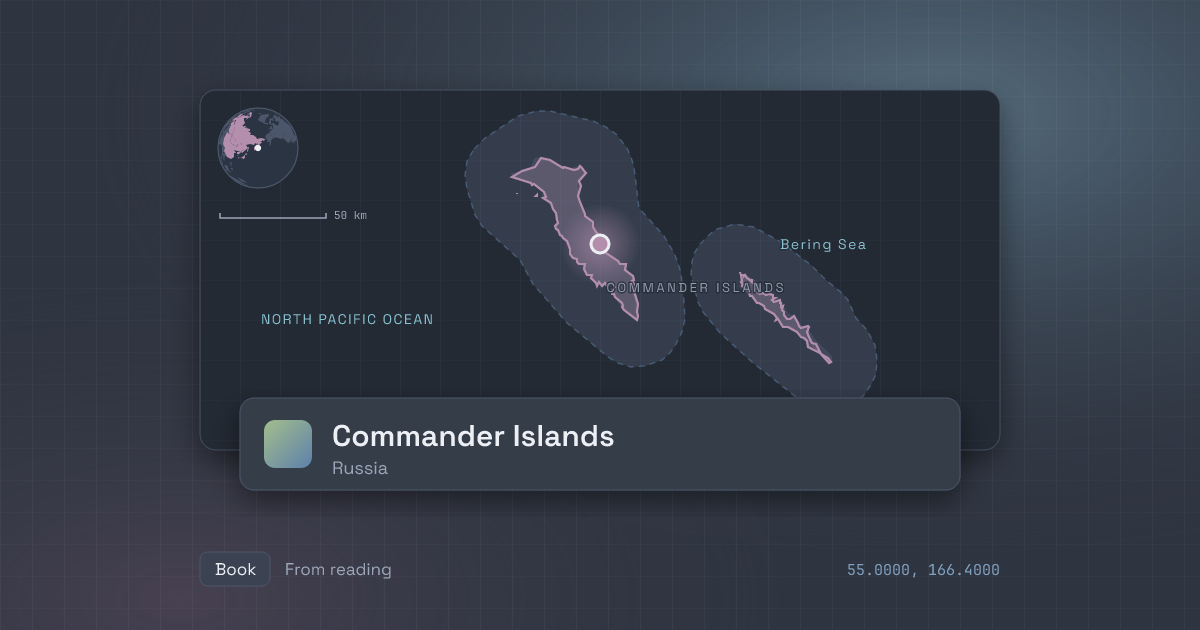 50 km
Bering Sea
COMMANDER ISLANDS
NORTH PACIFIC OCEAN
Commander Islands
Russia
Book
From reading
55.0000, 166.4000